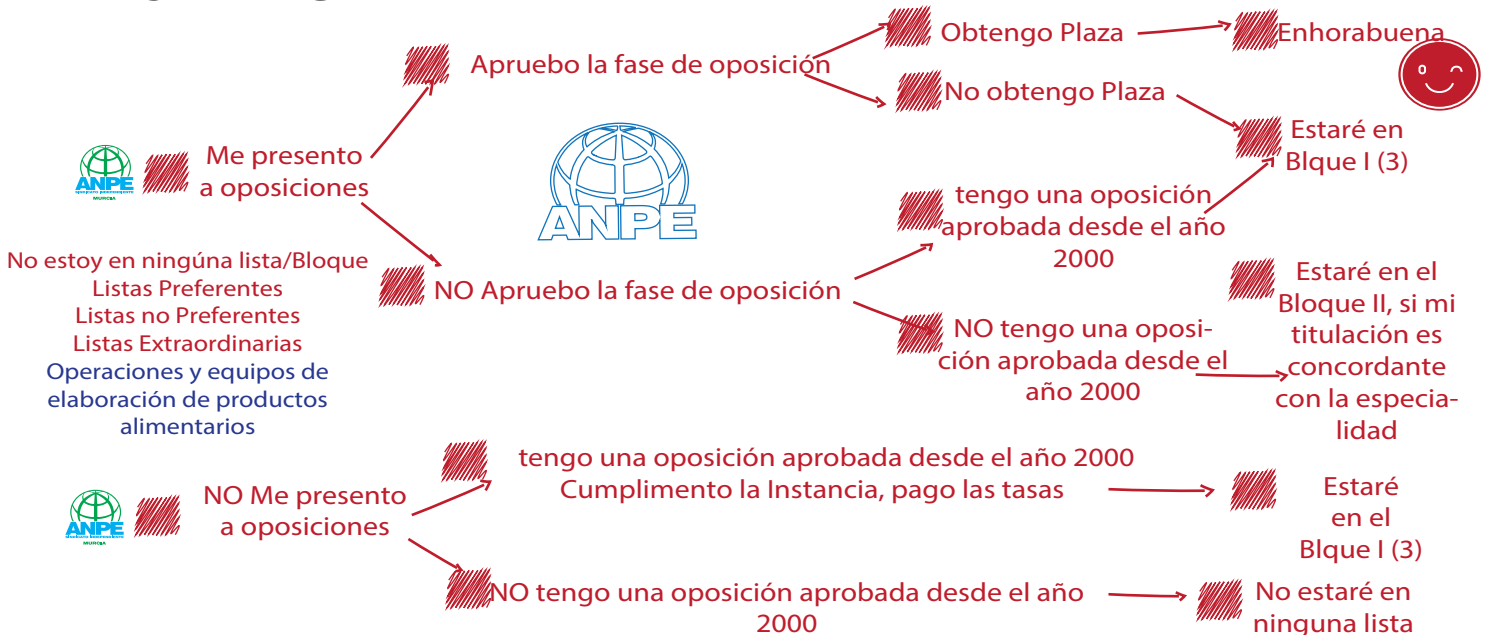 Obtengo Plaza
Enhorabuena
Apruebo la fase de oposición
No obtengo Plaza
Estaré en
Blque I (3)
Me presento
a oposiciones
ANPE
MURCIA
ANPE
tengo una oposición
aprobada desde el año
2000
No estoy en ningúna lista/Bloque
Listas Preferentes
Listas no Preferentes
Listas Extraordinarias
Operaciones y equipos de
elaboración de productos
alimentarios
NO Apruebo la fase de oposición
NO tengo una oposi-
ción aprobada desde el
año 2000
Estaré en el
Bloque II, si mi
titulación es
concordante
con la especia-
lidad
NO Me presento
a oposiciones
ANPE
MURCIA
tengo una oposición aprobada desde el año 2000
Cumplimento la Instancia, pago las tasas
Estaré
en el
Blque I (3)
NO tengo una oposición aprobada desde el año
2000
No estaré en
ninguna lista